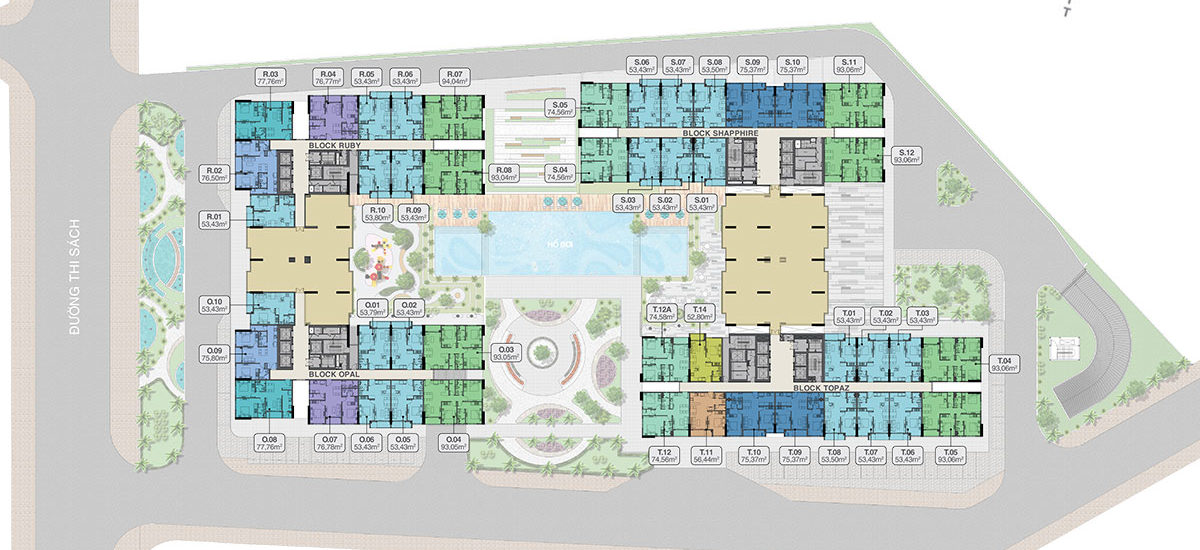 T
R.03
77,76m²
R.04
76,77m²
R.05
53,43m²
R.06
53,43m²
R.07
94,04m²
S.05
74,56m²
S.06
53,43m²
S.07
53,43m²
S.08
53,50m²
S.09
75,37m²
S.10
75,37m²
S.11
93,06m²
BLOCK RUBY
BLOCK SHAPPHIRE
R.02
76,50m²
R.08
93,04m²
S.04
74,56m²
S.12
93,06m²
R.01
53,43m²
R.10
53,80m²
R.09
53,43m²
S.03
53,43m²
S.02
53,43m²
S.01
53,43m²
HỒ BƠI
ĐƯỜNG THI SÁCH
O.10
53,43m²
O.01
53,79m²
O.02
53,43m²
T.12A
74,58m²
T.14
52,80m²
T.01
53,43m²
T.02
53,43m²
T.03
53,43m²
O.09
75,80m²
O.03
93,05m²
T.04
93,06m²
BLOCK OPAL
BLOCK TOPAZ
O.08
77,76m²
O.07
76,78m²
O.06
53,43m²
O.05
53,43m²
O.04
93,05m²
T.12
74,56m²
T.11
56,44m²
T.10
75,37m²
T.09
75,37m²
T.08
53,50m²
T.07
53,43m²
T.06
53,43m²
T.05
93,06m²